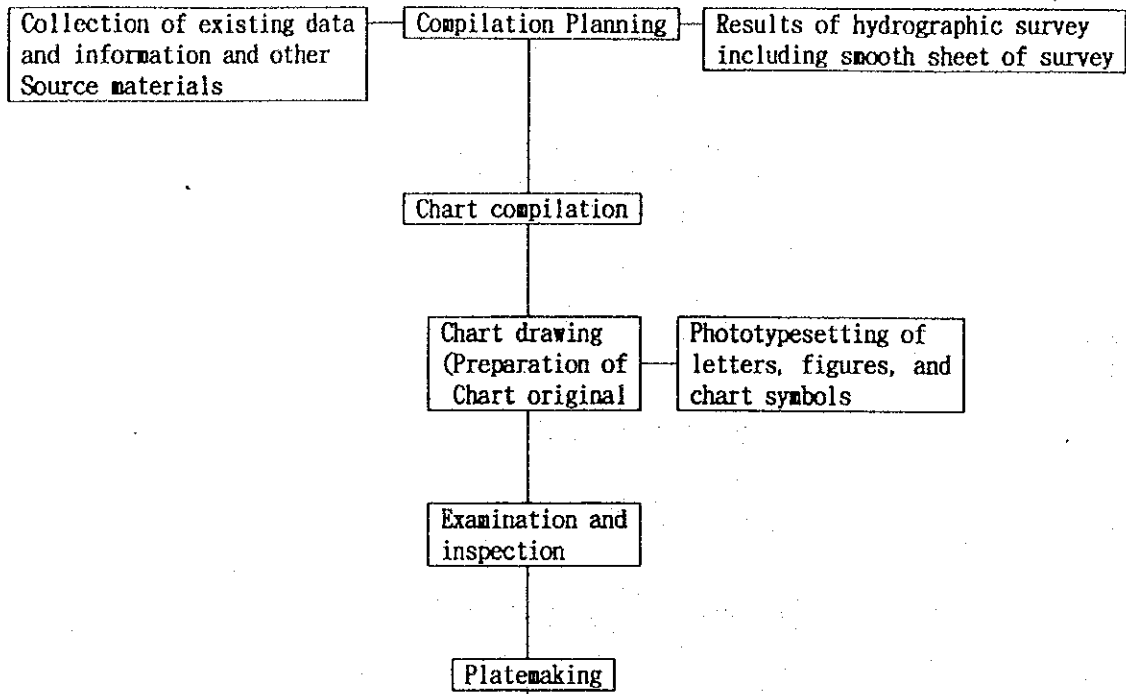 Collection of existing data
and information and other
Source materials
Compilation Planning
Results of hydrographic survey
including smooth sheet of survey
Chart compilation
Chart drawing
(Preparation of
Chart original
Phototypesetting of
letters, figures, and
chart symbols
Examination and
inspection
Platemaking